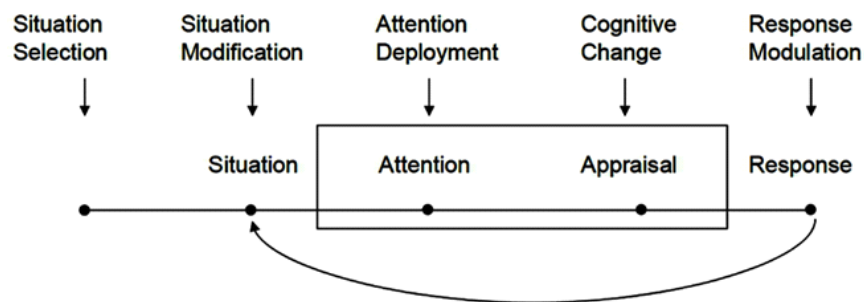 Situation Selection
Situation Modification
Attention Deployment
Cognitive Change
Response Modulation
Situation
Attention
Appraisal
Response